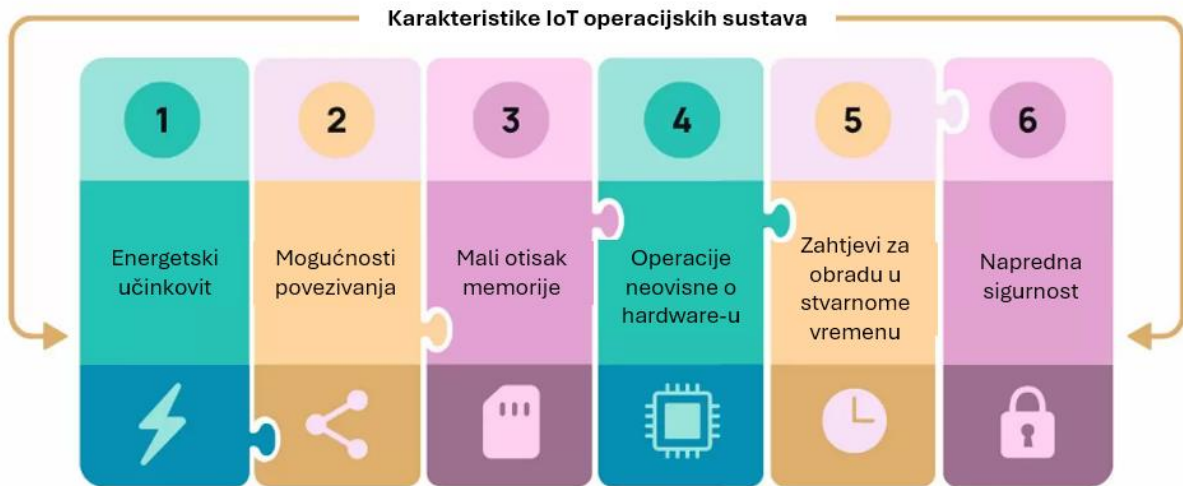 Karakteristike IoT operacijskih sustava
1
2
3
4
5
6
Energetski
učinkovit
Mogućnosti
povezivanja
Mali otisak
memorije
Operacije
neovisne o
hardware-u
Zahtjevi za
obradu u
stvarnome
vremenu
Napredna
sigurnost